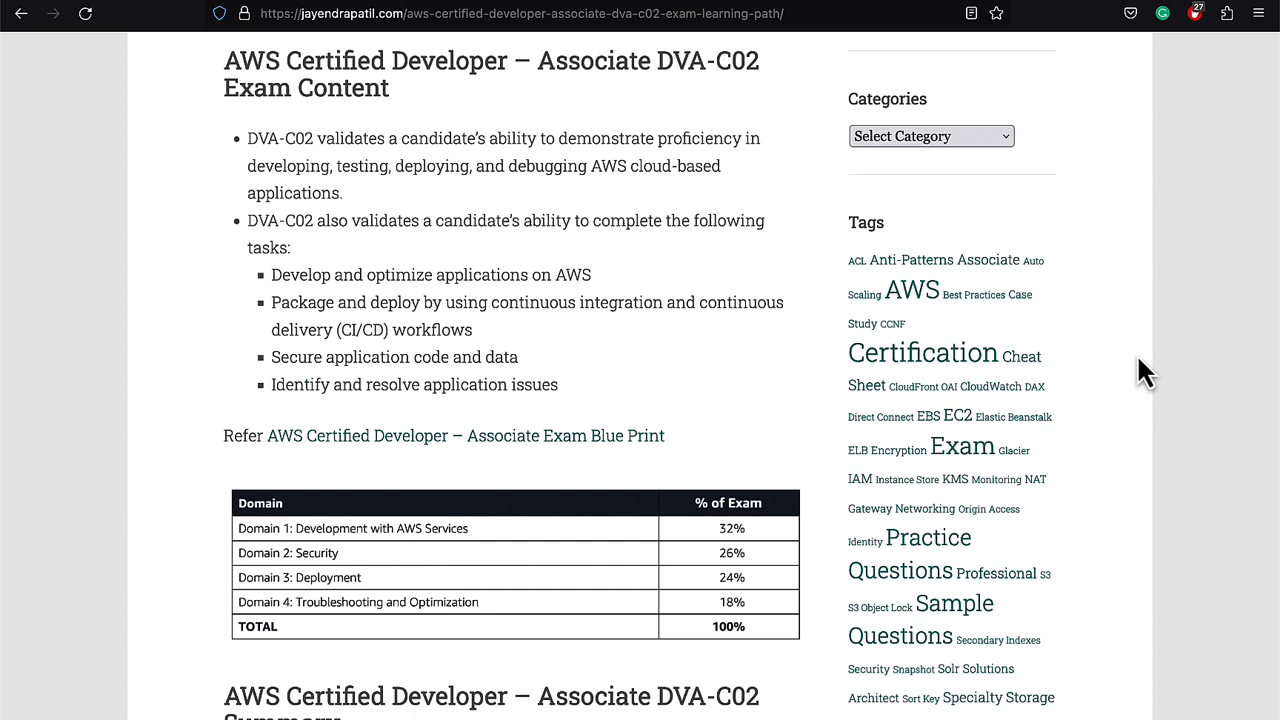 https://jayendrapatil.com/aws-certified-developer-associate-dva-c02-exam-learning-path/
27
AWS Certified Developer – Associate DVA-C02
Exam Content
DVA-C02 validates a candidate's ability to demonstrate proficiency in
developing, testing, deploying, and debugging AWS cloud-based
applications.
DVA-C02 also validates a candidate's ability to complete the following
tasks:
Develop and optimize applications on AWS
Package and deploy by using continuous integration and continuous
delivery (CI/CD) workflows
Secure application code and data
Identify and resolve application issues
Refer AWS Certified Developer – Associate Exam Blue Print
Domain % of Exam
Domain 1: Development with AWS Services 32%
Domain 2: Security 26%
Domain 3: Deployment 24%
Domain 4: Troubleshooting and Optimization 18%
TOTAL 100%
AWS Certified Developer – Associate DVA-C02
Summary
Categories
Select Category
Tags
ACL Anti-Patterns Associate Auto
Scaling AWS Best Practices Case
Study CCNF
Certification Cheat
Sheet CloudFront OAI CloudWatch DAX
Direct Connect EBS EC2 Elastic Beanstalk
ELB Encryption Exam Glacier
IAM Instance Store KMS Monitoring NAT
Gateway Networking Origin Access
Identity Practice
Questions Professional S3
S3 Object Lock Sample
Questions Secondary Indexes
Security Snapshot Solr Solutions
Architect Sort Key Specialty Storage